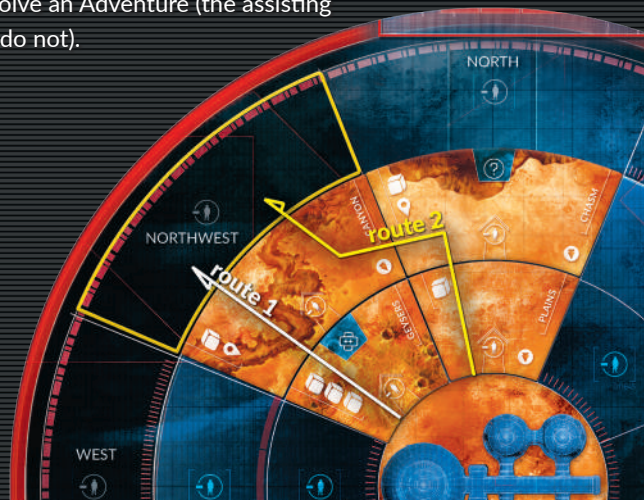 olve an Adventure (the assisting
do not).
NORTH
?
CANYON
CHASM
route 2
NORTHWEST
route 1
GEYSERS
PLAINS
WEST